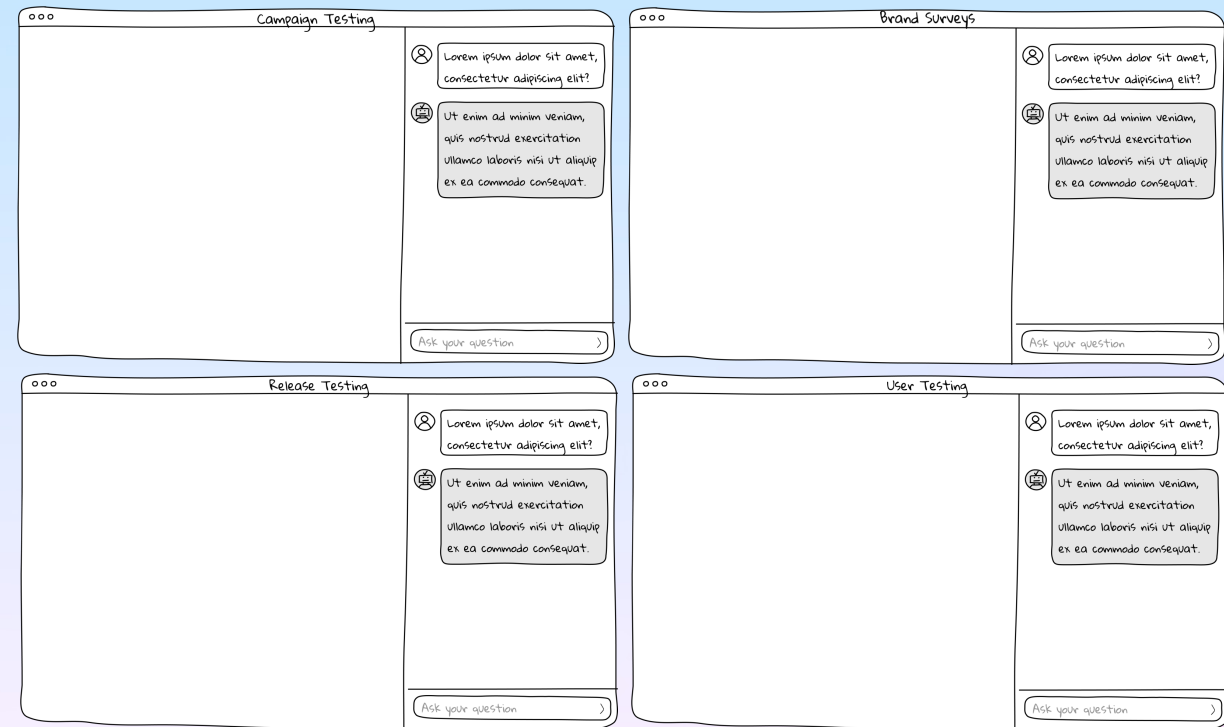 Campaign Testing
Lorem ipsum dolor sit amet,
consectetur adipiscing elit?
Ut enim ad minim veniam,
quis nostrud exercitation
ullamco laboris nisi ut aliquip
ex ea commodo consequat.
Ask your question
Brand Surveys
Lorem ipsum dolor sit amet,
consectetur adipiscing elit?
Ut enim ad minim veniam,
quis nostrud exercitation
ullamco laboris nisi ut aliquip
ex ea commodo consequat.
Ask your question
Release Testing
Lorem ipsum dolor sit amet,
consectetur adipiscing elit?
Ut enim ad minim veniam,
quis nostrud exercitation
ullamco laboris nisi ut aliquip
ex ea commodo consequat.
Ask your question
User Testing
Lorem ipsum dolor sit amet,
consectetur adipiscing elit?
Ut enim ad minim veniam,
quis nostrud exercitation
ullamco laboris nisi ut aliquip
ex ea commodo consequat.
Ask your question